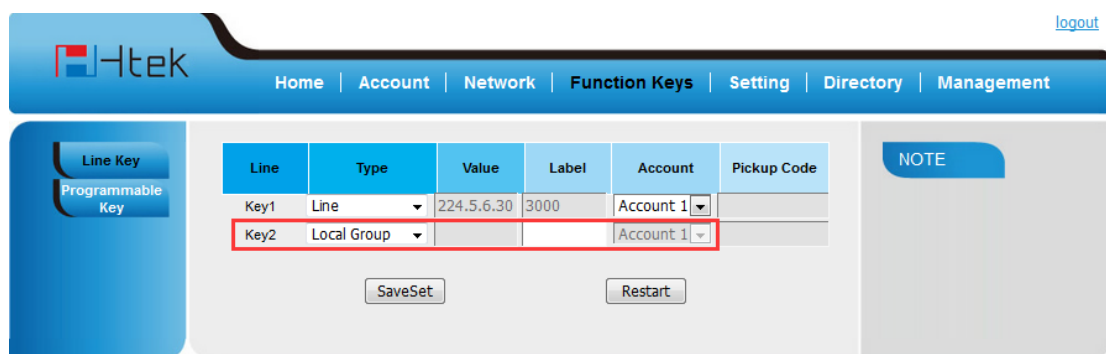 logout
Htek
Home | Account | Network | Function Keys | Setting | Directory | Management
Line Key
Programmable Key
Line Type Value Label Account Pickup Code
Key1 Line 224.5.6.30 3000 Account 1
Key2 Local Group Account 1
SaveSet Restart
NOTE